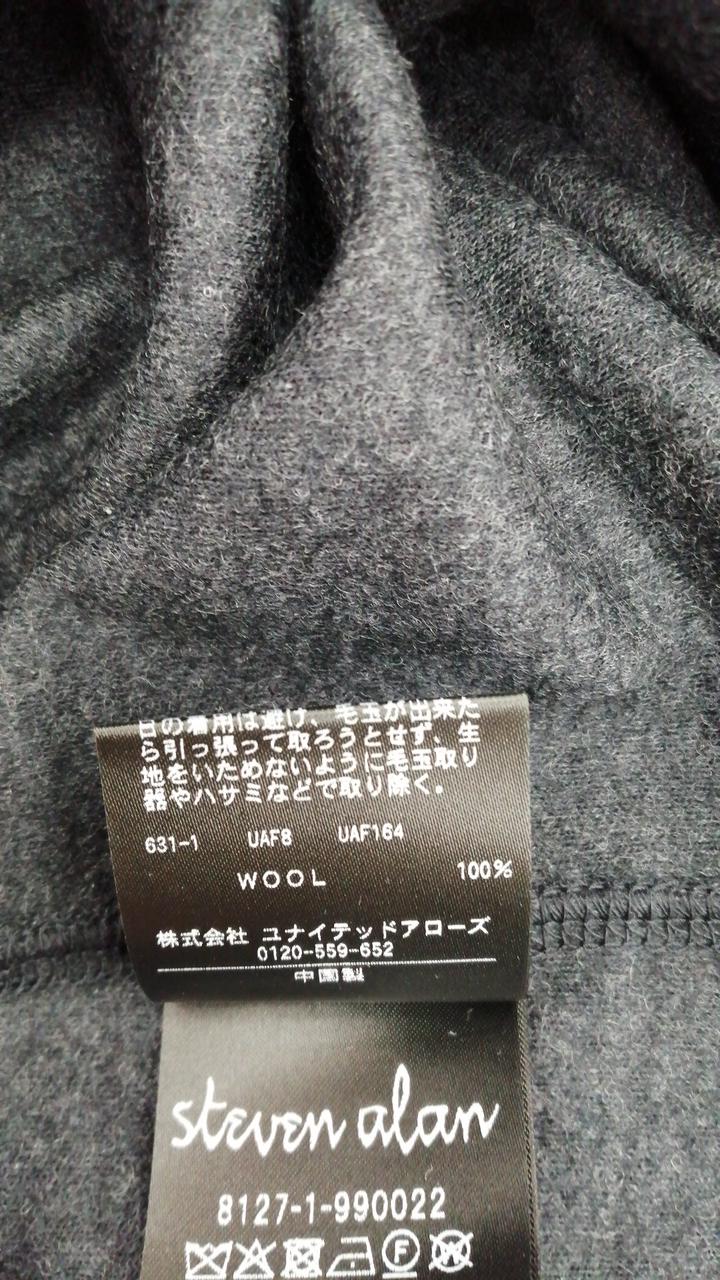 日の着用は避け、毛玉が出来た
ら引っ張って取ろうとせず、生
地をいためないように毛玉取り
器やハサミなどで取り除く。
631-1 UAF8 UAF164
WOOL 100%
株式会社 ユナイテッドアローズ
0120-559-652
中国製
steven alan
8127-1-990022
F W